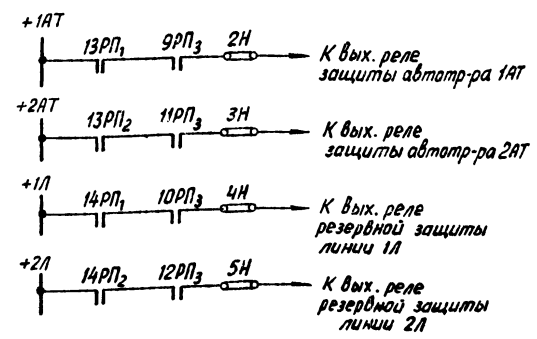 +1АТ
13РП1 9РП3 2Н К вых. реле
защиты автотр-ра 1АТ
+2АТ
13РП2 11РП3 3Н К вых. реле
защиты автотр-ра 2АТ
+1Л
14РП1 10РП3 4Н К вых. реле
резервной защиты
линии 1Л
+2Л
14РП2 12РП3 5Н К вых. реле
резервной защиты
линии 2Л